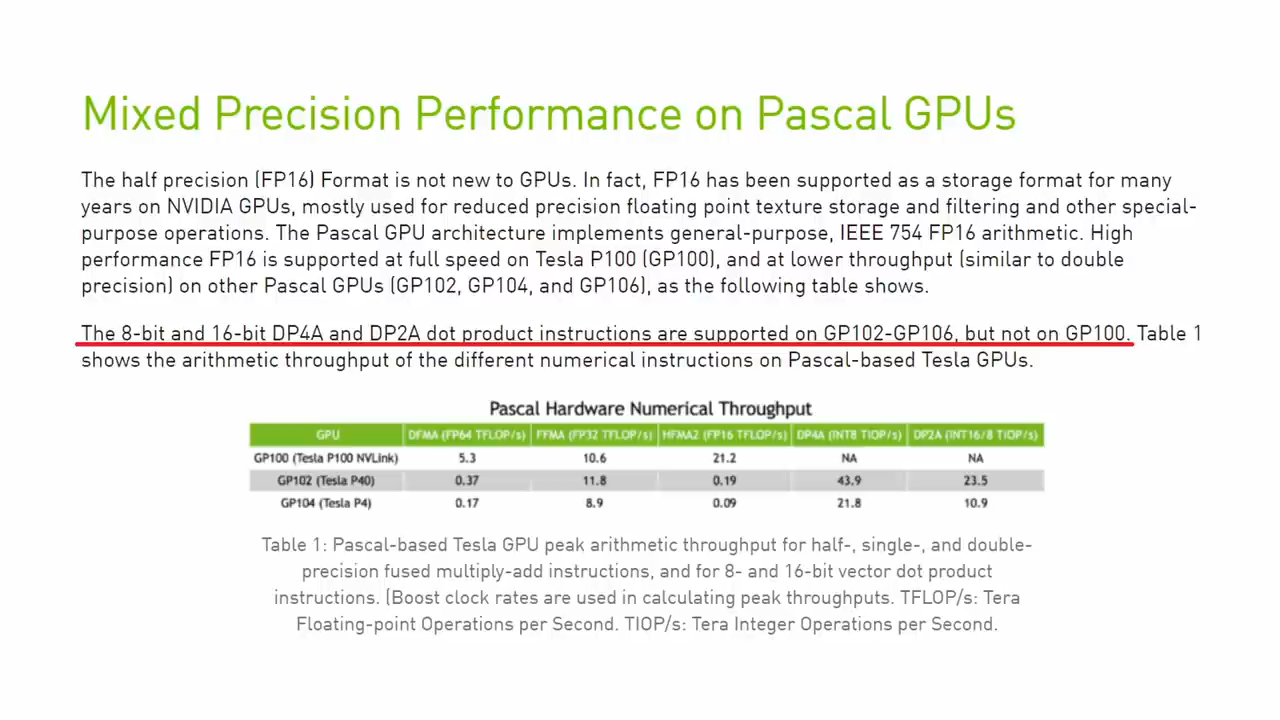 Mixed Precision Performance on Pascal GPUs
The half precision (FP16) Format is not new to GPUs. In fact, FP16 has been supported as a storage format for many
years on NVIDIA GPUs, mostly used for reduced precision floating point texture storage and filtering and other special-
purpose operations. The Pascal GPU architecture implements general-purpose, IEEE 754 FP16 arithmetic. High
performance FP16 is supported at full speed on Tesla P100 (GP100), and at lower throughput (similar to double
precision) on other Pascal GPUs (GP102, GP104, and GP106), as the following table shows.
The 8-bit and 16-bit DP4A and DP2A dot product instructions are supported on GP102-GP106, but not on GP100. Table 1
shows the arithmetic throughput of the different numerical instructions on Pascal-based Tesla GPUs.
Pascal Hardware Numerical Throughput
GPU DFMA (FP64 TFLOP/s) FFMA (FP32 TFLOP/s) HFMA2 (FP16 TFLOP/s) DP4A (INT8 TIOP/s) DP2A (INT16/8 TIOP/s)
GP100 (Tesla P100 NVLink) 5.3 10.6 21.2 NA NA
GP102 (Tesla P40) 0.37 11.8 0.19 43.9 23.5
GP104 (Tesla P4) 0.17 8.9 0.09 21.8 10.9
Table 1: Pascal-based Tesla GPU peak arithmetic throughput for half-, single-, and double-
precision fused multiply-add instructions, and for 8- and 16-bit vector dot product
instructions. (Boost clock rates are used in calculating peak throughputs. TFLOP/s: Tera
Floating-point Operations per Second. TIOP/s: Tera Integer Operations per Second.